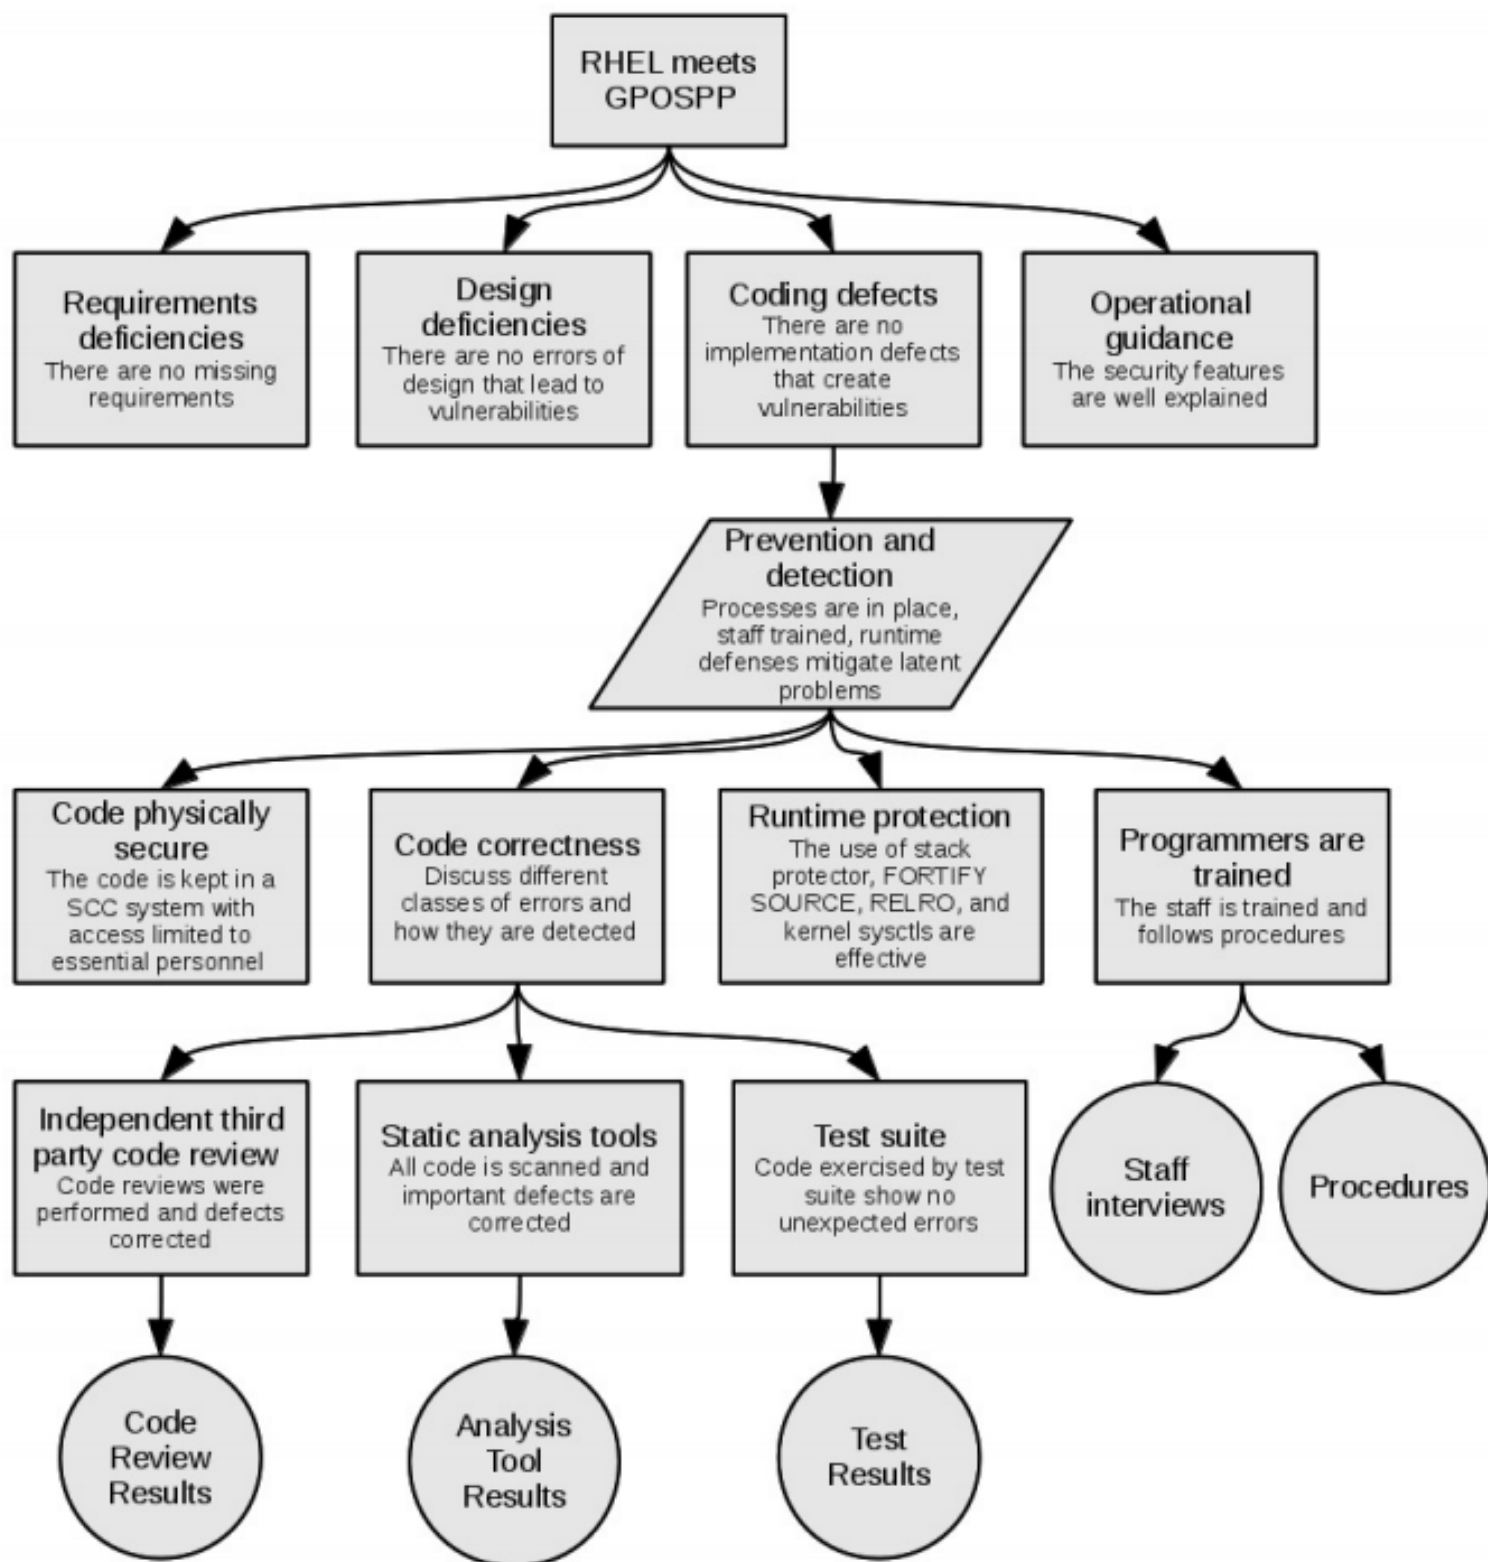 RHEL meets
GPOSPP
Requirements
deficiencies
There are no missing
requirements
Design
deficiencies
There are no errors of
design that lead to
vulnerabilities
Coding defects
There are no
implementation defects
that create
vulnerabilities
Operational
guidance
The security features
are well explained
Prevention and
detection
Processes are in place,
staff trained, runtime
defenses mitigate latent
problems
Code physically
secure
The code is kept in a
SCC system with
access limited to
essential personnel
Code correctness
Discuss different
classes of errors and
how they are detected
Runtime protection
The use of stack
protector, FORTIFY
SOURCE, RELRO, and
kernel sysctls are
effective
Programmers are
trained
The staff is trained and
follows procedures
Independent third
party code review
Code reviews were
performed and defects
corrected
Static analysis tools
All code is scanned and
important defects are
corrected
Test suite
Code exercised by test
suite show no
unexpected errors
Staff
interviews
Procedures
Code
Review
Results
Analysis
Tool
Results
Test
Results